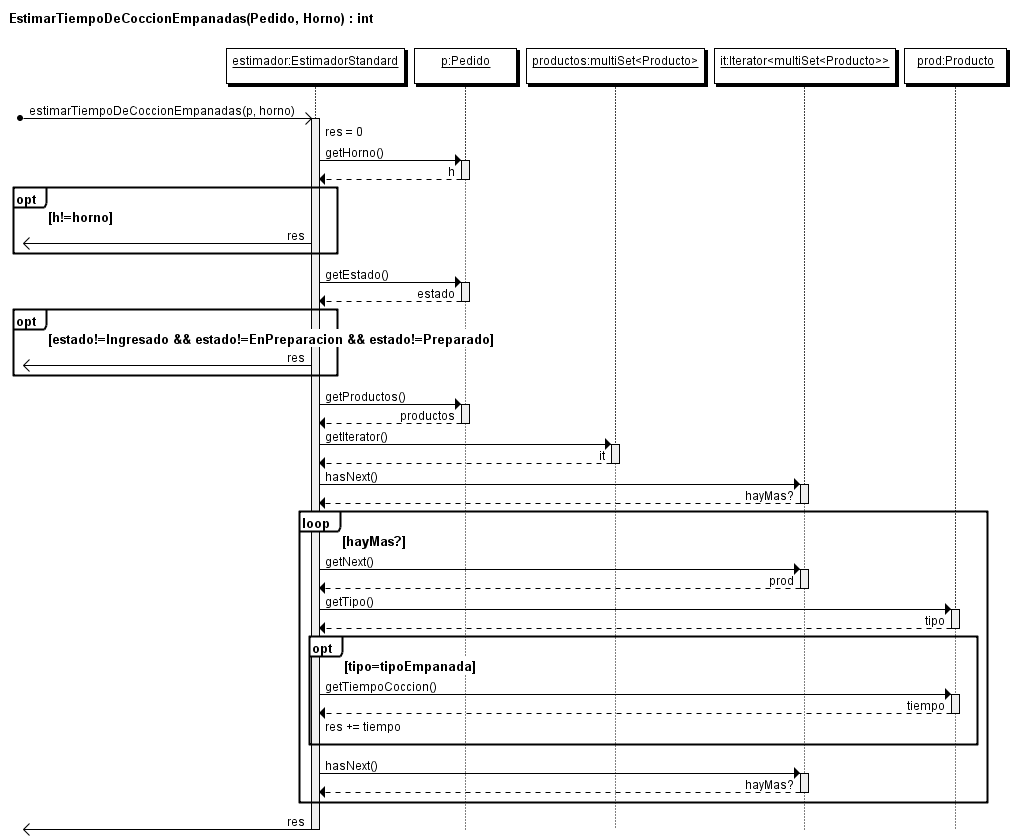 EstimarTiempoDeCoccionEmpanadas(Pedido, Horno) : int
estimador:EstimadorStandard
p:Pedido
productos:multiSet<Producto>
it:Iterator<multiSet<Producto>>
prod:Producto
estimarTiempoDeCoccionEmpanadas(p, horno)
res = 0
getHorno()
h
opt
[h!=horno]
res
getEstado()
estado
opt
[estado!=Ingresado && estado!=EnPreparacion && estado!=Preparado]
res
getProductos()
productos
getIterator()
it
hasNext()
hayMas?
loop
[hayMas?]
getNext()
prod
getTipo()
tipo
opt
[tipo=tipoEmpanada]
getTiempoCoccion()
tiempo
res += tiempo
hasNext()
hayMas?
res